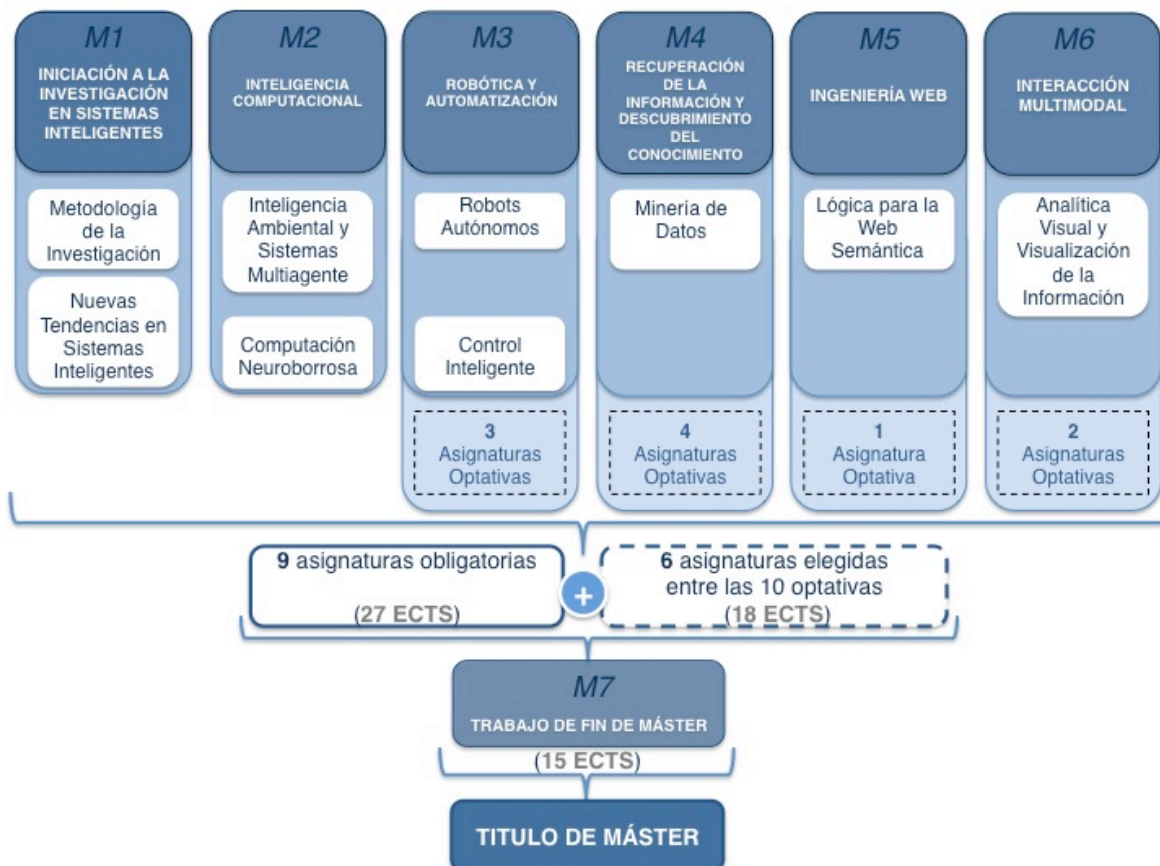 M1
INICIACIÓN A LA
INVESTIGACIÓN
EN SISTEMAS
INTELIGENTES
Metodología
de la
Investigación
Nuevas
Tendencias en
Sistemas
Inteligentes
M2
INTELIGENCIA
COMPUTACIONAL
Inteligencia
Ambiental y
Sistemas
Multiagente
Computación
Neuroborrosa
M3
ROBÓTICA Y
AUTOMATIZACIÓN
Robots
Autónomos
Control
Inteligente
3
Asignaturas
Optativas
M4
RECUPERACIÓN
DE LA
INFORMACIÓN Y
DESCUBRIMIENTO
DEL
CONOCIMIENTO
Minería de
Datos
4
Asignaturas
Optativas
M5
INGENIERÍA WEB
Lógica para la
Web
Semántica
1
Asignatura
Optativa
M6
INTERACCIÓN
MULTIMODAL
Analítica
Visual y
Visualización
de la
Información
2
Asignaturas
Optativas
9 asignaturas obligatorias
(27 ECTS)
+
6 asignaturas elegidas
entre las 10 optativas
(18 ECTS)
M7
TRABAJO DE FIN DE MÁSTER
(15 ECTS)
TITULO DE MÁSTER